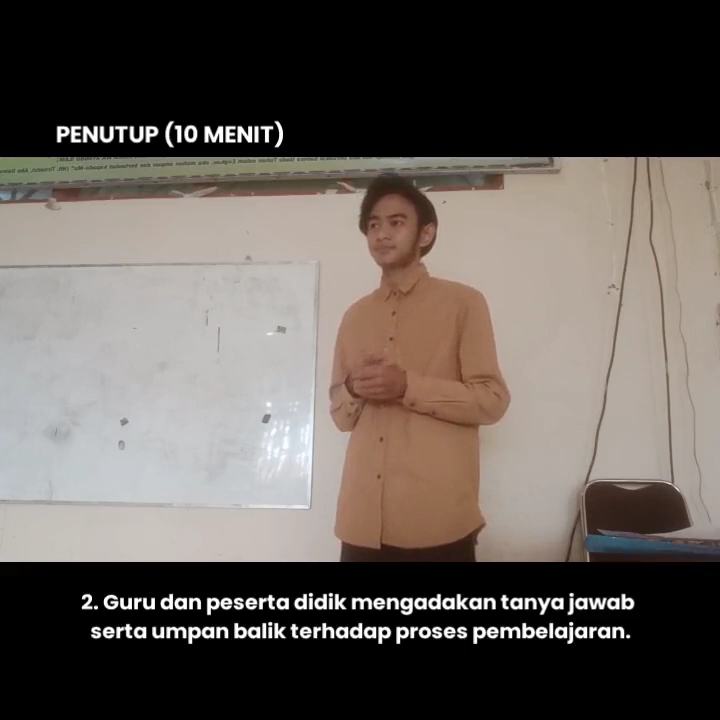 PENUTUP (10 MENIT)
2. Guru dan peserta didik mengadakan tanya jawab
serta umpan balik terhadap proses pembelajaran.